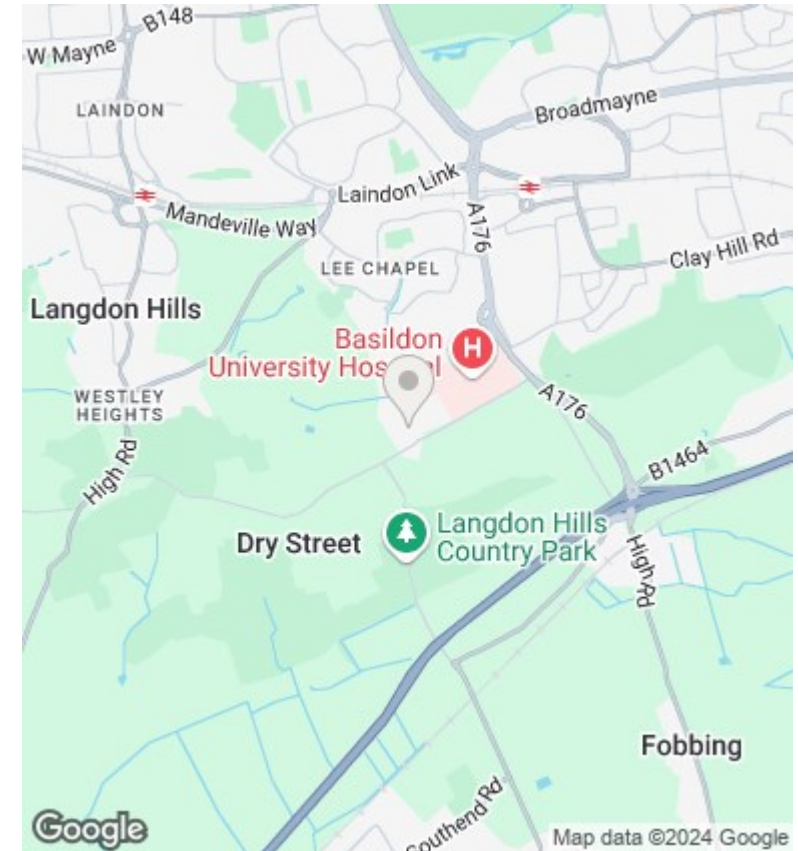 B148
W Mayne
LAINDON
Broadmayne
Laindon Link
Mandeville Way
A176
Clay Hill Rd
LEE CHAPEL
Langdon Hills
Basildon
University Hospital
H
WESTLEY
HEIGHTS
A176
High Rd
B1464
Dry Street
Langdon Hills
Country Park
High Rd
Fobbing
Southend Rd
Google
Map data ©2024 Google